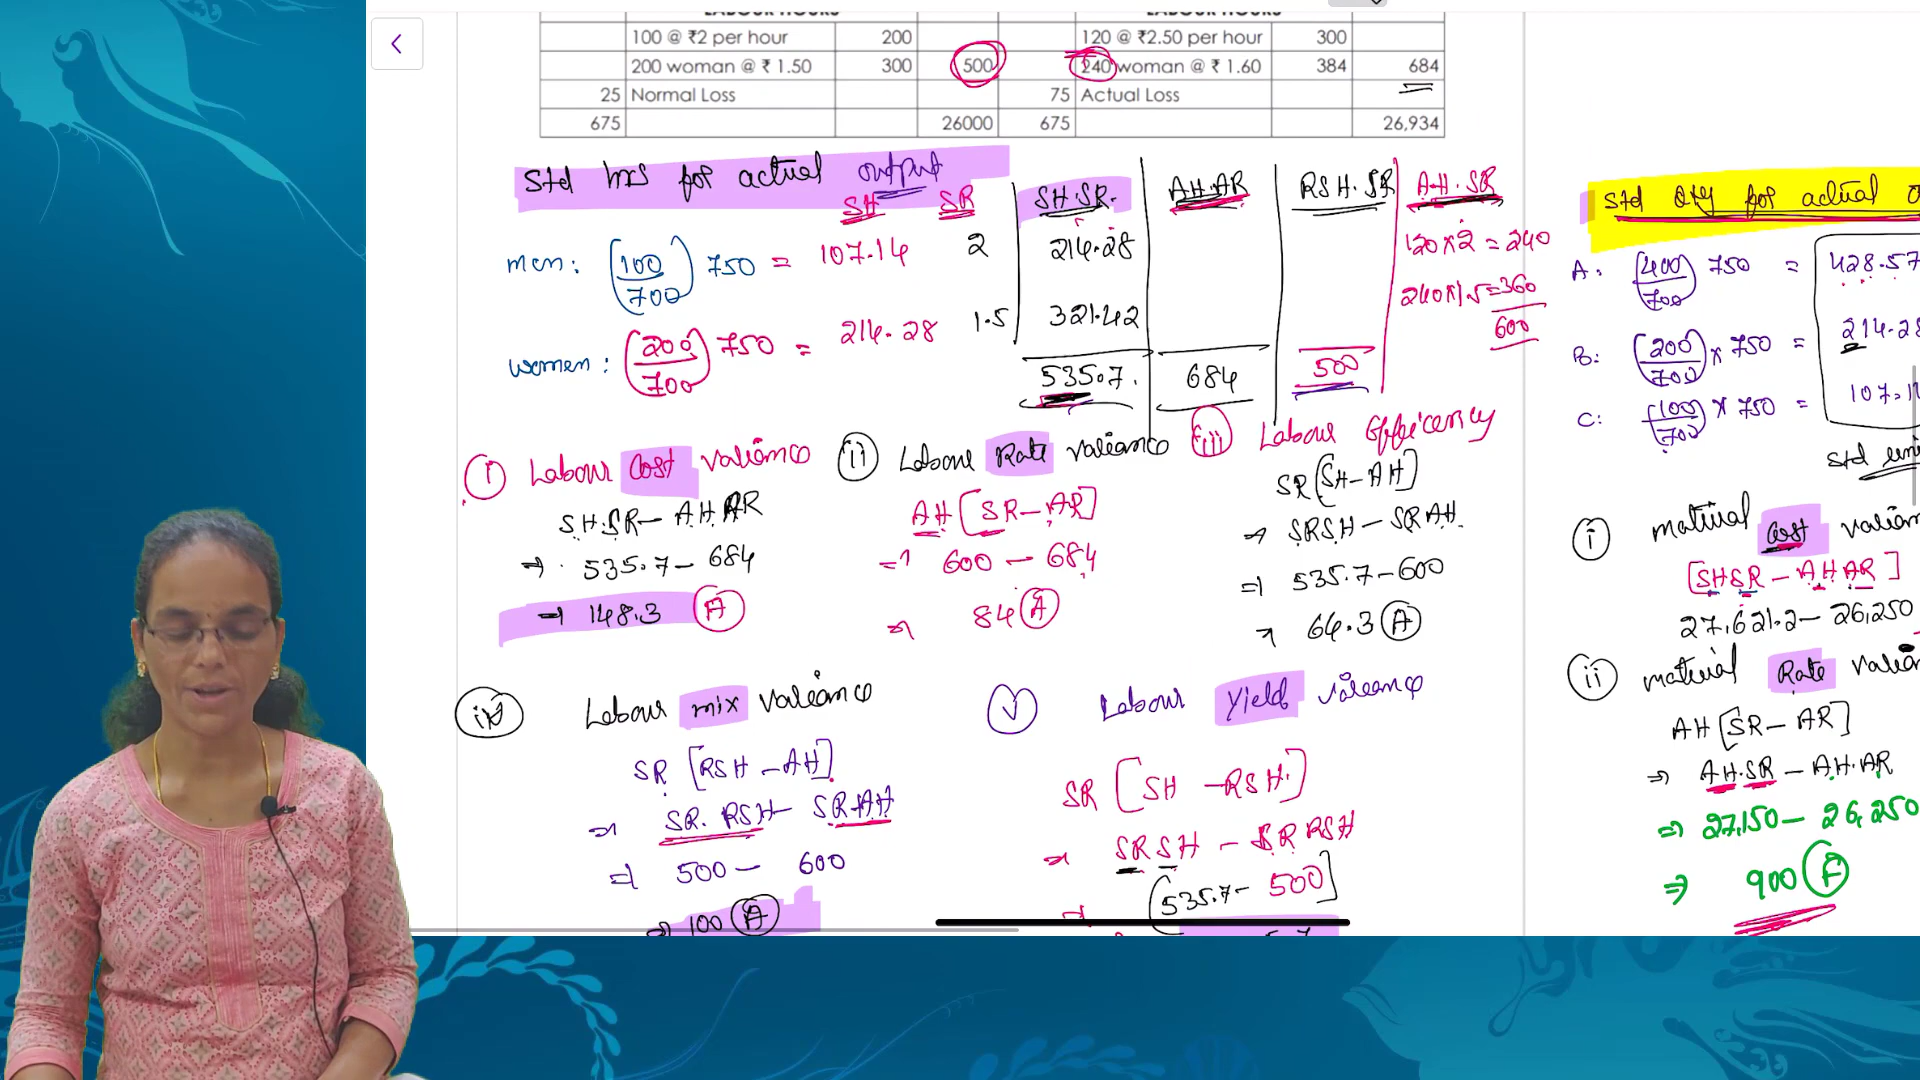 LABOUR HOURS LABOUR HOURS
100 @ ₹2 per hour 200 120 @ ₹2.50 per hour 300
200 woman @ ₹ 1.50 300 500 240 woman @ ₹ 1.60 384 684
25 Normal Loss 75 Actual Loss
675 26000 675 26,934
Std hrs for actual output
SH SR SH·SR. AH·AR RSH·SR A·H·SR
men: (100/700) 750 = 107.14 2 214.28 120×2 = 240
women: (200/700) 750 = 214.28 1.5 321.42 240×1.5=360
600
535.7. 684 500
(i) Labour Cost variance
SH·SR – AH AR
⇒ 535.7 – 684
⇒ 148.3 (A)
(ii) Labour Rate variance
AH [SR – AR]
⇒ 600 – 684
⇒ 84 (A)
(iii) Labour Efficiency
SR [SH – AH]
⇒ SRSH – SRAH.
⇒ 535.7 – 600
⇒ 64.3 (A)
(iv) Labour mix variance
SR [RSH – AH]
⇒ SR. RSH – SR AH
⇒ 500 – 600
⇒ 100 (A)
(v) Labour Yield variance
SR [SH – RSH.]
⇒ SRSH – SR RSH
⇒ [535.7 – 500]
Std qty for actual
A: (400/700) 750 = 428.57
B: (200/700) × 750 = 214.28
C: (100/700) × 750 = 107.1
Std
(i) material Cost
[SHSR – AHAR]
27,621.2 – 26,250
(ii) material Rate
AH [SR – AR]
⇒ AH·SR – AH·AR
⇒ 27,150 – 26,250
⇒ 900 (F)